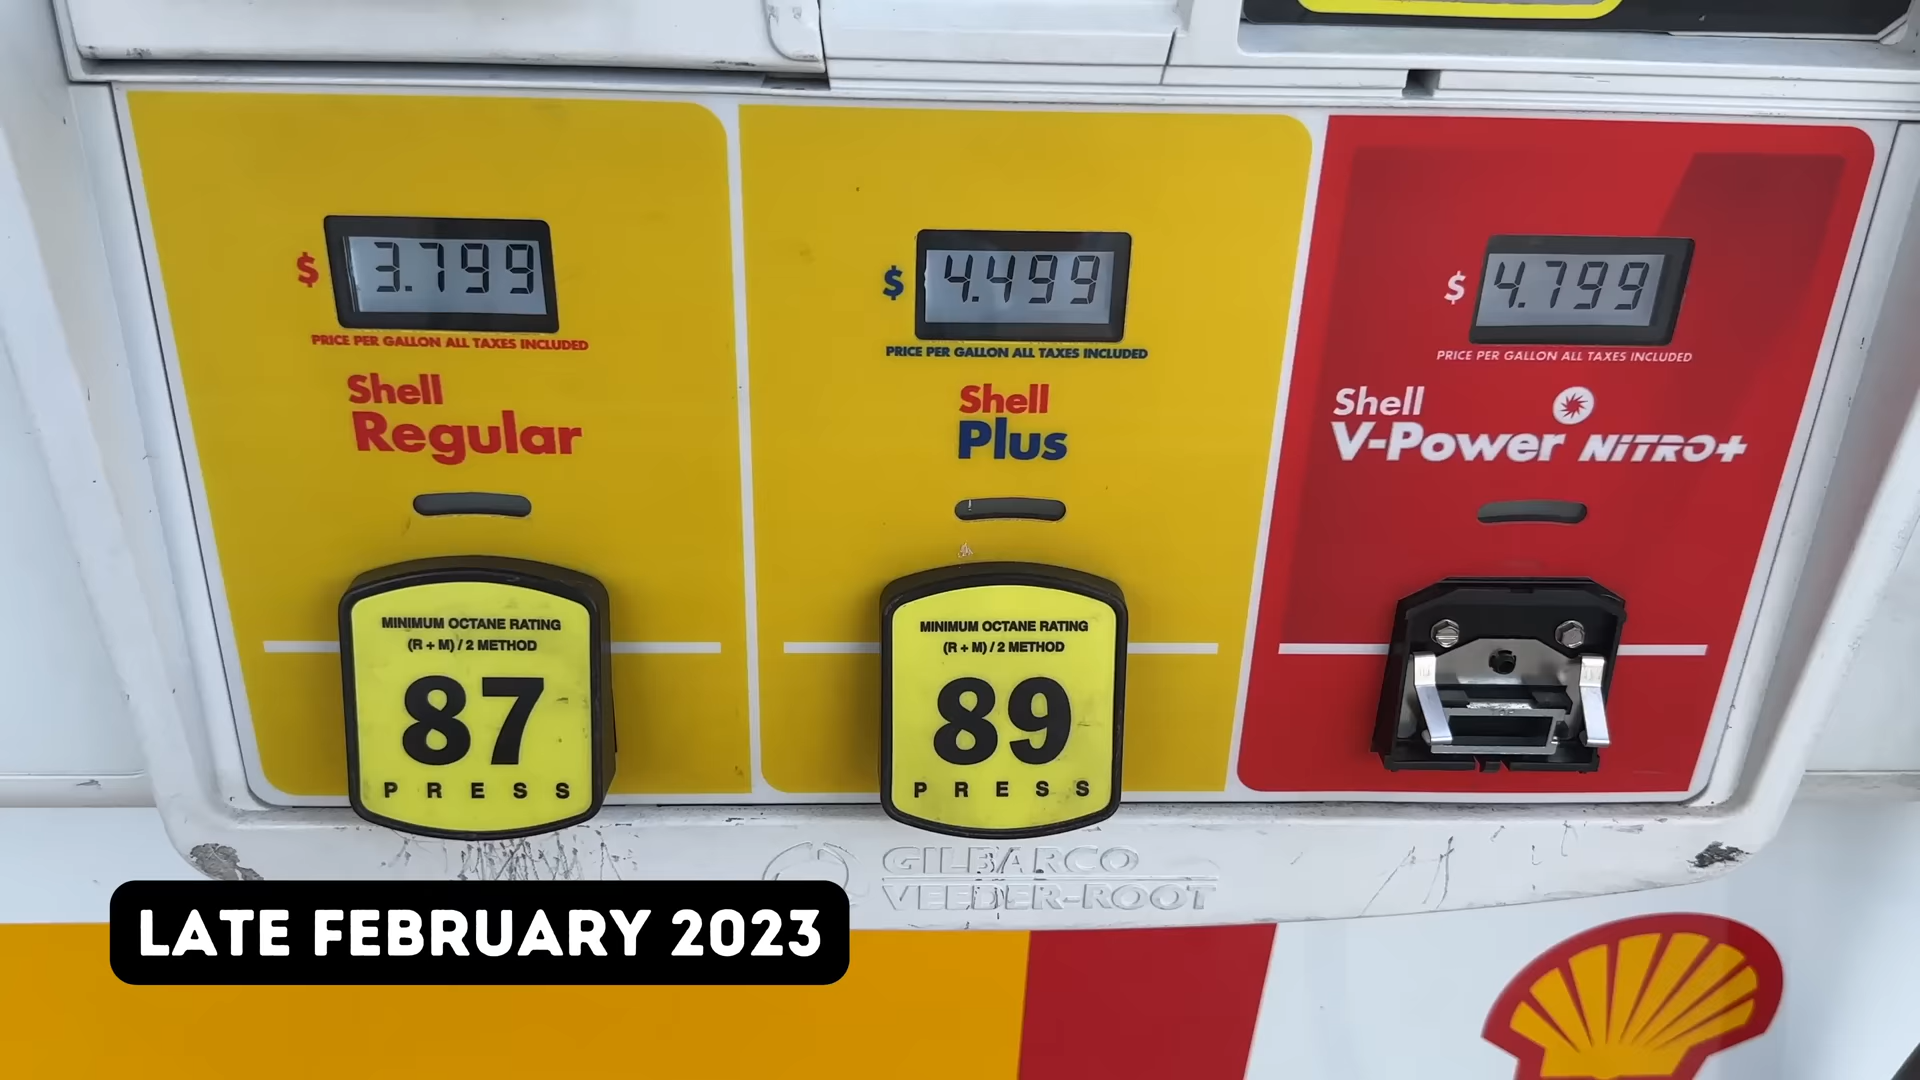 $ 3.799
PRICE PER GALLON ALL TAXES INCLUDED
Shell
Regular
MINIMUM OCTANE RATING
(R + M) / 2 METHOD
87
PRESS
$ 4.499
PRICE PER GALLON ALL TAXES INCLUDED
Shell
Plus
MINIMUM OCTANE RATING
(R + M) / 2 METHOD
89
PRESS
$ 4.799
PRICE PER GALLON ALL TAXES INCLUDED
Shell
V-Power NiTRO+
GILBARCO
VEEDER-ROOT
LATE FEBRUARY 2023